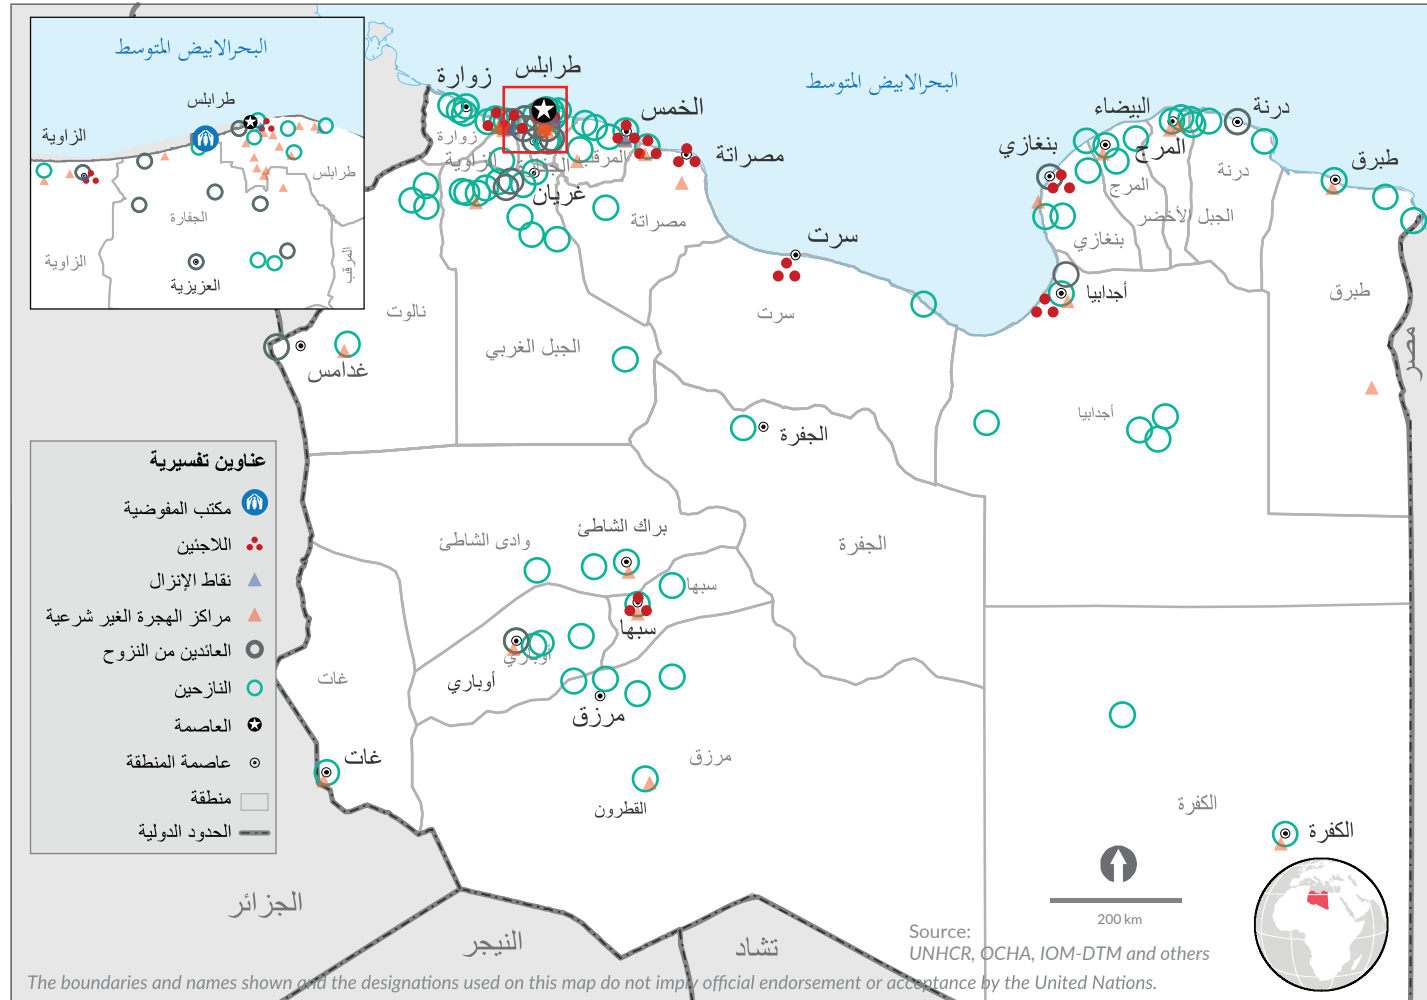 البحرالابيض المتوسط
طرابلس
الزاوية
طرابلس
الجفارة
الزاوية
المرقب
العزيزية
البحرالابيض المتوسط
طرابلس
زوارة
الخمس
مصراتة
زوارة
الزاوية
المرقب
غريان
مصراتة
سرت
سرت
البيضاء
درنة
بنغازي
المرج
المرج
درنة
طبرق
الجبل الأخضر
بنغازي
أجدابيا
طبرق
مصر
نالوت
الجبل الغربي
غدامس
أجدابيا
الجفرة
الجفرة
براك الشاطئ
وادى الشاطئ
سبها
سبها
أوباري
أوباري
غات
مرزق
مرزق
غات
القطرون
الكفرة
الكفرة
عناوين تفسيرية
مكتب المفوضية
اللاجئين
نقاط الإنزال
مراكز الهجرة الغير شرعية
العائدين من النزوح
النازحين
العاصمة
عاصمة المنطقة
منطقة
الحدود الدولية
الجزائر
النيجر
تشاد
200 km
Source:
UNHCR, OCHA, IOM-DTM and others
The boundaries and names shown and the designations used on this map do not imply official endorsement or acceptance by the United Nations.